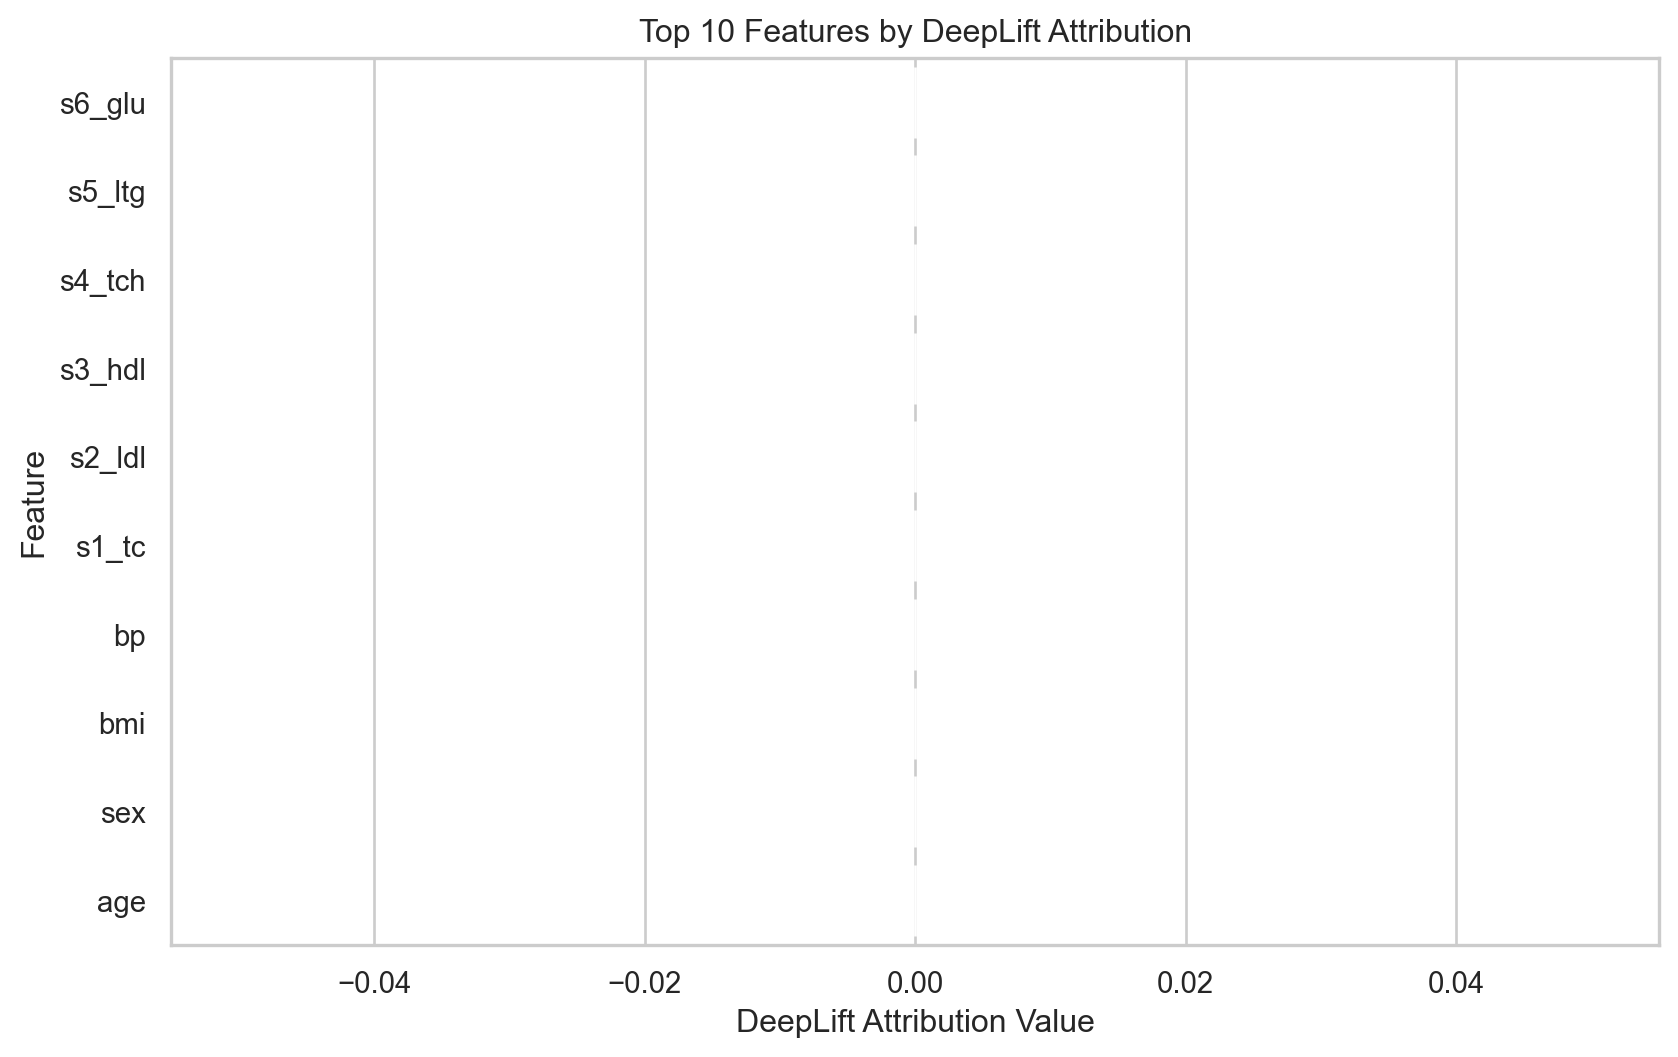 Top 10 Features by DeepLift Attribution
s6_glu
s5_ltg
s4_tch
s3_hdl
s2_ldl
s1_tc
bp
bmi
sex
age
Feature
−0.04
−0.02
0.00
0.02
0.04
DeepLift Attribution Value